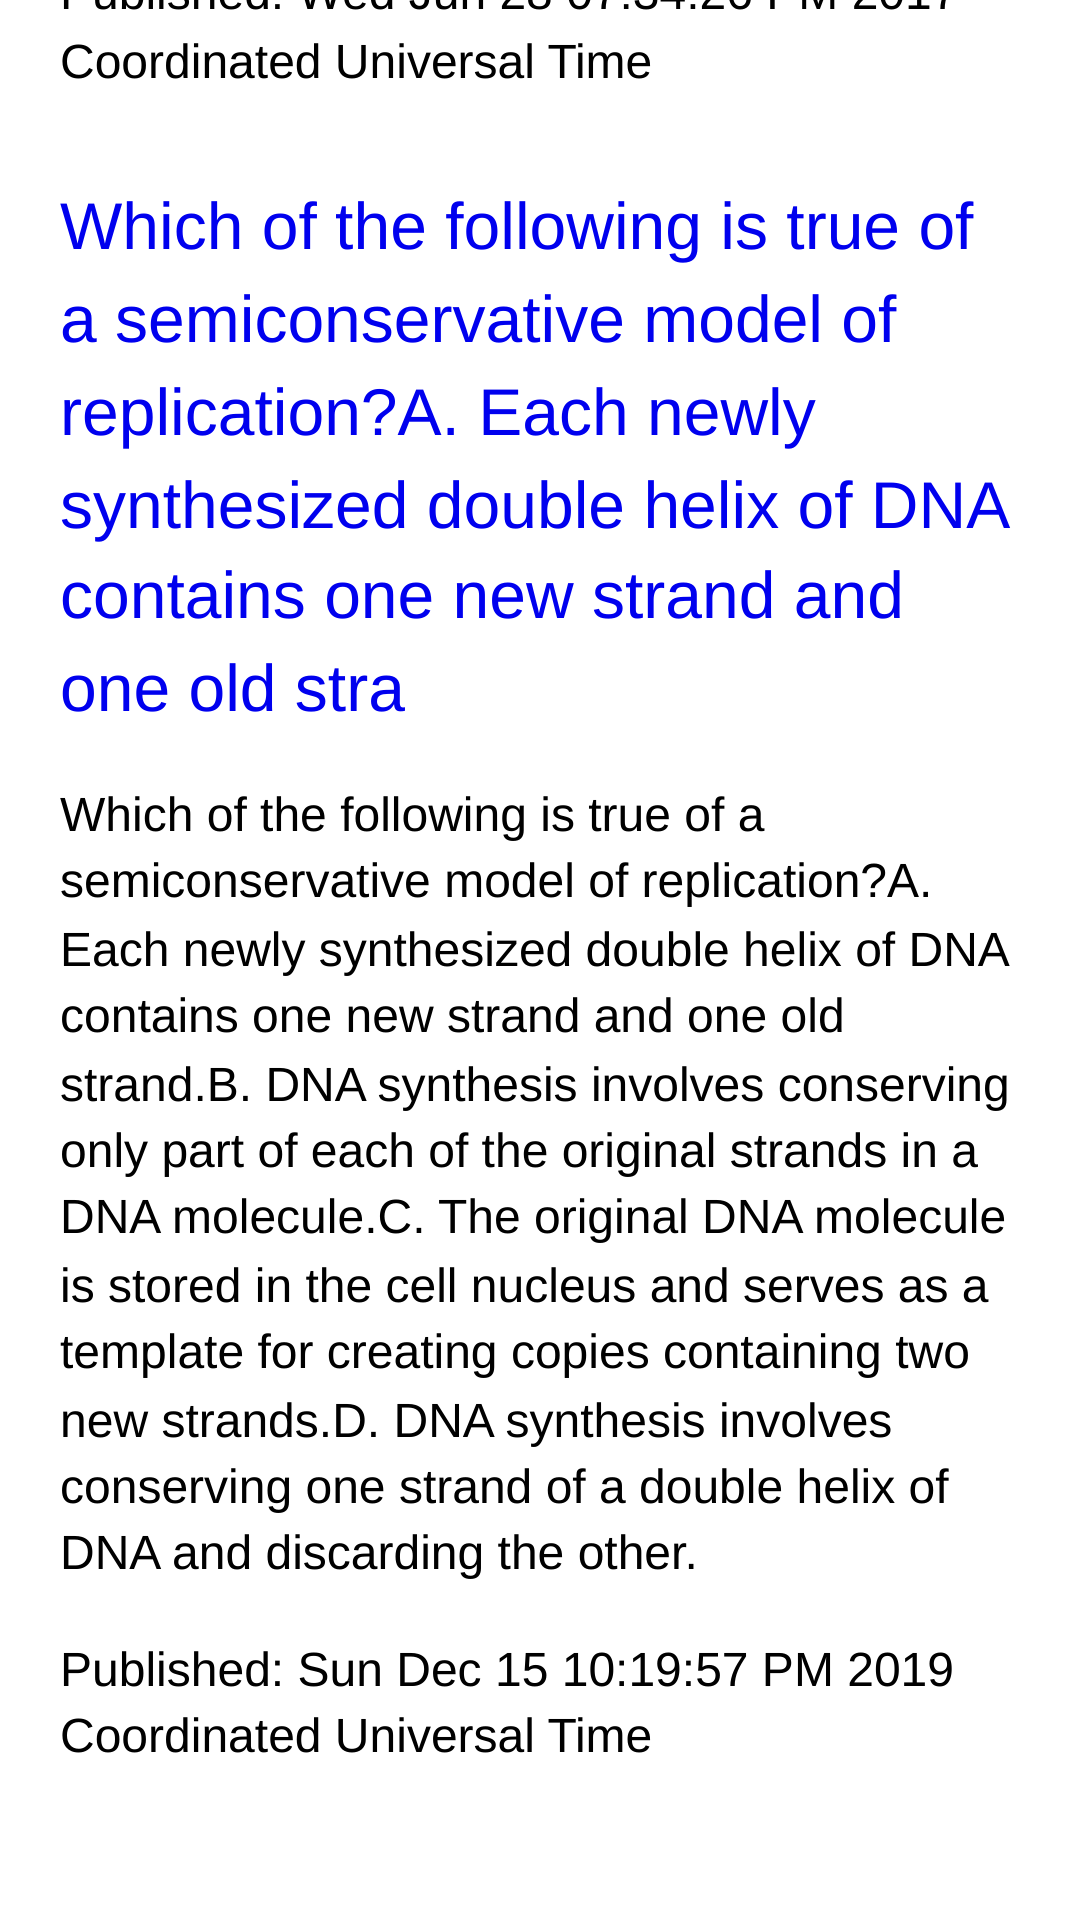 Published: Wed Jun 28 07:34:26 PM 2017
Coordinated Universal Time
Which of the following is true of
a semiconservative model of
replication?A. Each newly
synthesized double helix of DNA
contains one new strand and
one old stra
Which of the following is true of a
semiconservative model of replication?A.
Each newly synthesized double helix of DNA
contains one new strand and one old
strand.B. DNA synthesis involves conserving
only part of each of the original strands in a
DNA molecule.C. The original DNA molecule
is stored in the cell nucleus and serves as a
template for creating copies containing two
new strands.D. DNA synthesis involves
conserving one strand of a double helix of
DNA and discarding the other.
Published: Sun Dec 15 10:19:57 PM 2019
Coordinated Universal Time